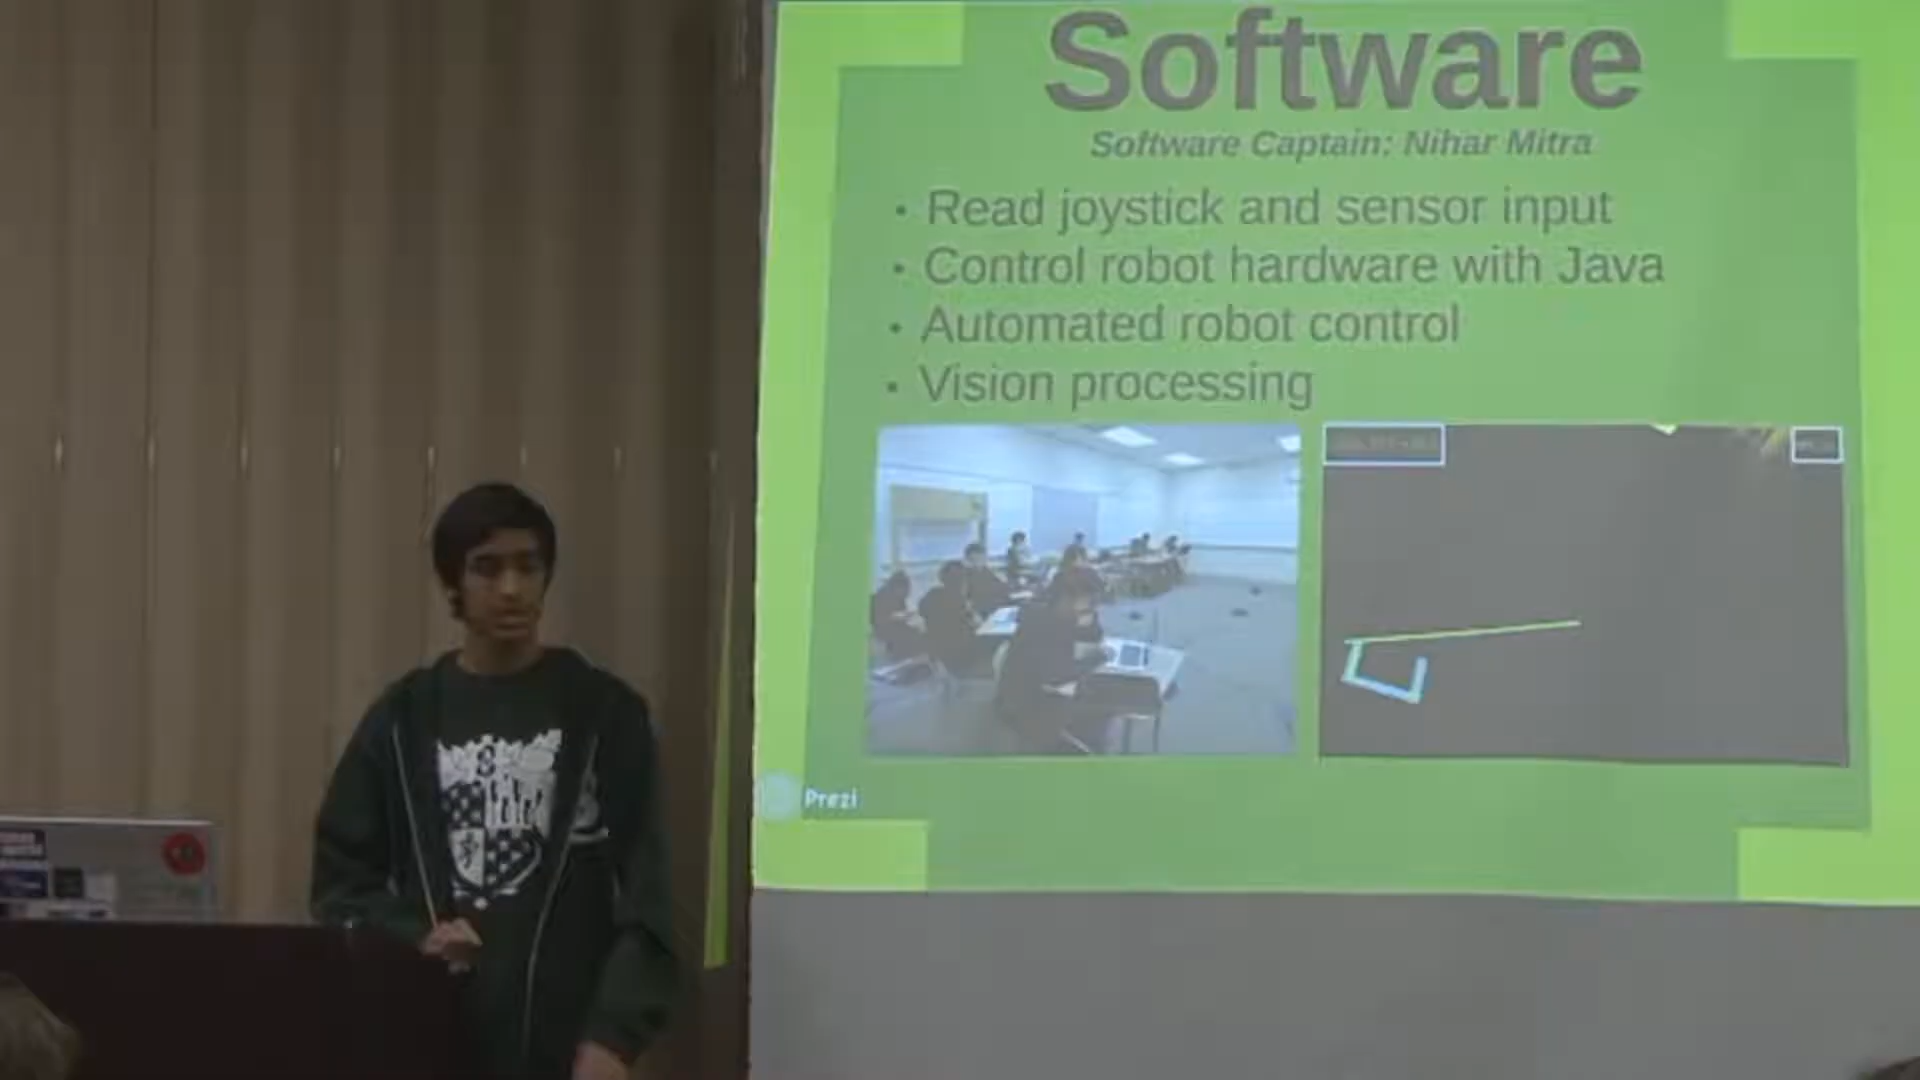 Software
Software Captain: Nihar Mitra
• Read joystick and sensor input
• Control robot hardware with Java
• Automated robot control
• Vision processing
Prezi